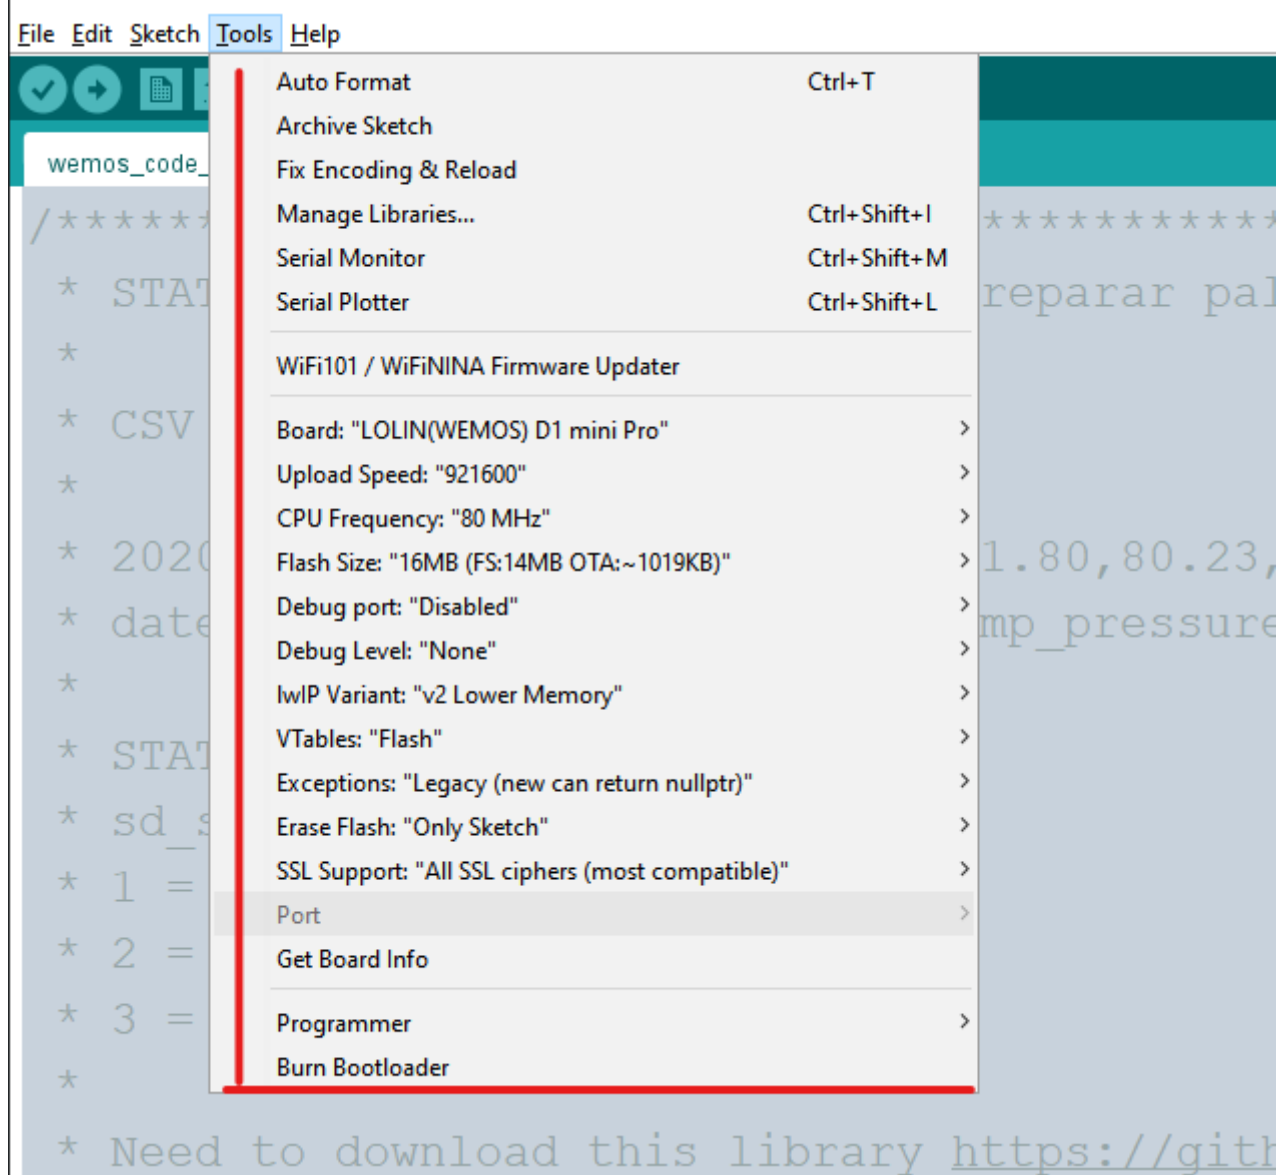 File Edit Sketch Tools Help
wemos_code_
Auto Format Ctrl+T
Archive Sketch
Fix Encoding & Reload
Manage Libraries... Ctrl+Shift+I
Serial Monitor Ctrl+Shift+M
Serial Plotter Ctrl+Shift+L
WiFi101 / WiFiNINA Firmware Updater
Board: "LOLIN(WEMOS) D1 mini Pro"
Upload Speed: "921600"
CPU Frequency: "80 MHz"
Flash Size: "16MB (FS:14MB OTA:~1019KB)"
Debug port: "Disabled"
Debug Level: "None"
lwIP Variant: "v2 Lower Memory"
VTables: "Flash"
Exceptions: "Legacy (new can return nullptr)"
Erase Flash: "Only Sketch"
SSL Support: "All SSL ciphers (most compatible)"
Port
Get Board Info
Programmer
Burn Bootloader
/****** ***********
* STAT reparar pal
*
* CSV
*
* 2020 1.80,80.23,
* date mp_pressure
*
* STAT
* sd_s
* 1 =
* 2 =
* 3 =
*
* Need to download this library https://gith